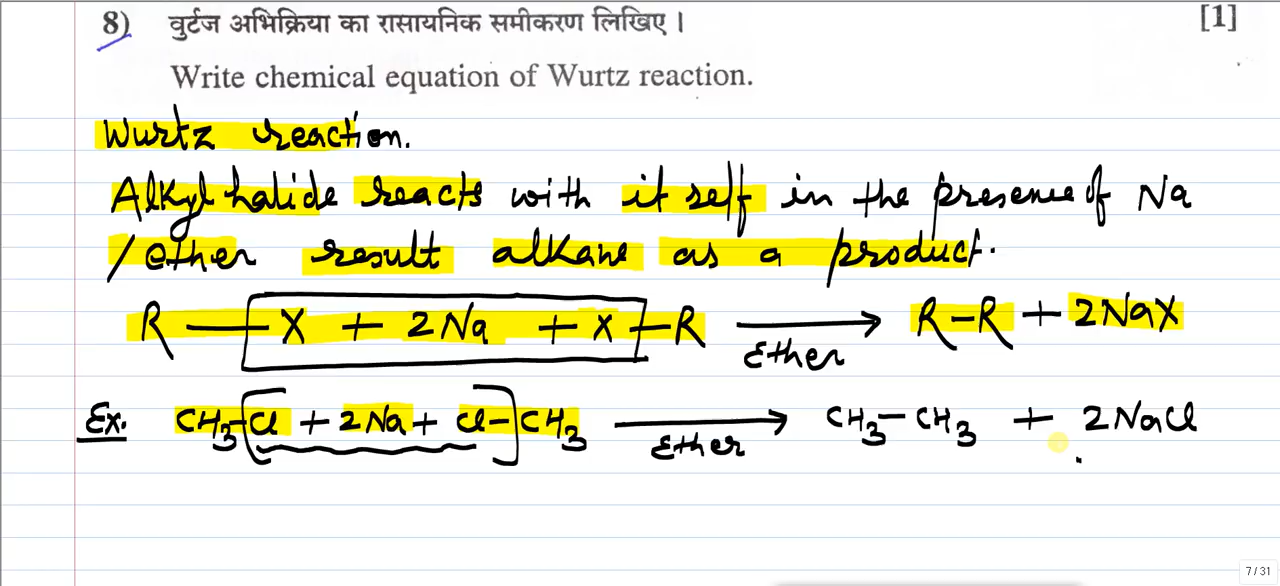 8) वुर्टज अभिक्रिया का रासायनिक समीकरण लिखिए । [1]
Write chemical equation of Wurtz reaction.
Wurtz reaction.
Alkyl halide reacts with it self in the presence of Na
/ether result alkane as a product.
R — X + 2Na + X — R ⟶ R – R + 2NaX
Ether
Ex. CH₃–Cl + 2Na + Cl–CH₃ ⟶ CH₃–CH₃ + 2NaCl
Ether
7 / 31